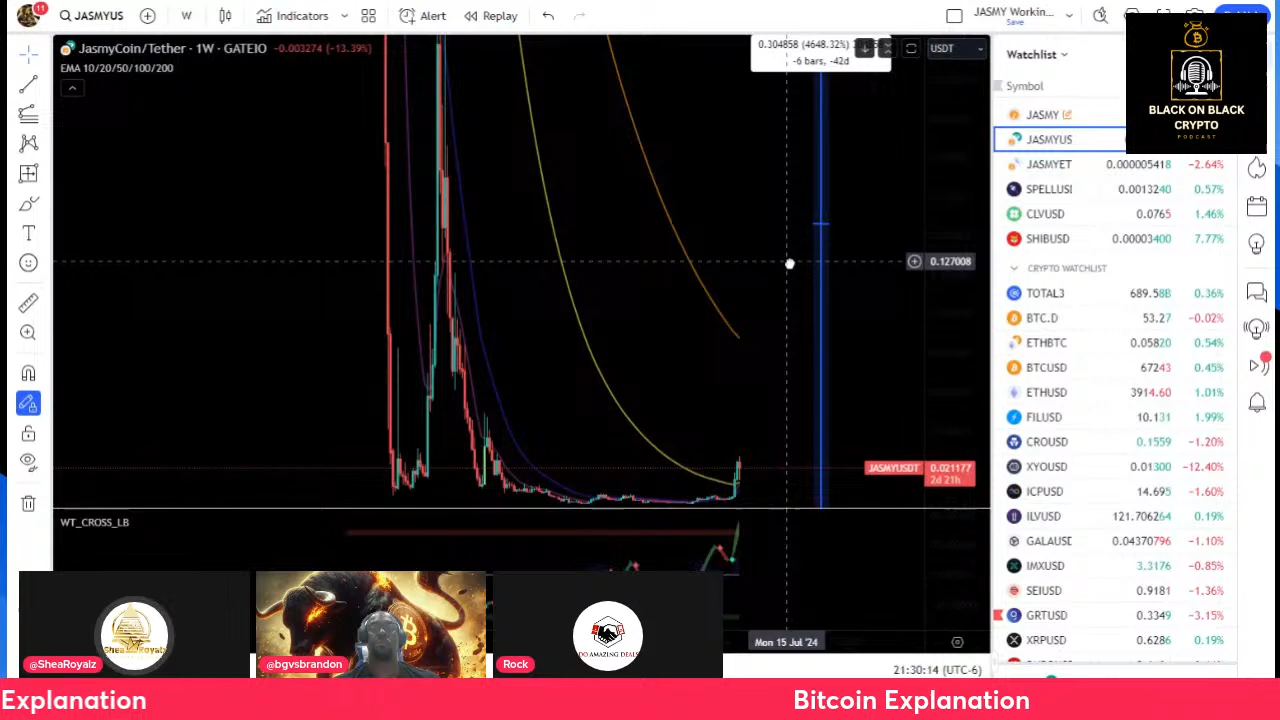 11
JASMYUS
W
Indicators
Alert
Replay
JASMY Workin...
Save
JasmyCoin/Tether · 1W · GATEIO -0.003274 (-13.39%)
EMA 10/20/50/100/200
0.304858 (4648.32%)
-6 bars, -42d
USDT
Watchlist
Symbol
BLACK ON BLACK
CRYPTO
PODCAST
JASMY
JASMYUS
JASMYET 0.000005418 -2.64%
SPELLUSI 0.0013240 0.57%
CLVUSD 0.0765 1.46%
SHIBUSD 0.00003400 7.77%
CRYPTO WATCHLIST
TOTAL3 689.58B 0.36%
BTC.D 53.27 -0.02%
ETHBTC 0.05820 0.54%
BTCUSD 67243 0.45%
ETHUSD 3914.60 1.01%
FILUSD 10.131 1.99%
CROUSD 0.1559 -1.20%
XYOUSD 0.01300 -12.40%
ICPUSD 14.695 -1.60%
ILVUSD 121.706264 0.19%
GALAUSE 0.04370796 -1.10%
IMXUSD 3.3176 -0.85%
SEIUSD 0.9181 -1.36%
GRTUSD 0.3349 -3.15%
XRPUSD 0.6286 0.19%
0.127008
JASMYUSDT 0.021177
2d 21h
WT_CROSS_LB
Mon 15 Jul '24
21:30:14 (UTC-6)
Shea Royalz
@SheaRoyalz
@bgvsbrandon
DO AMAZING DEALS
Rock
Explanation
Bitcoin Explanation